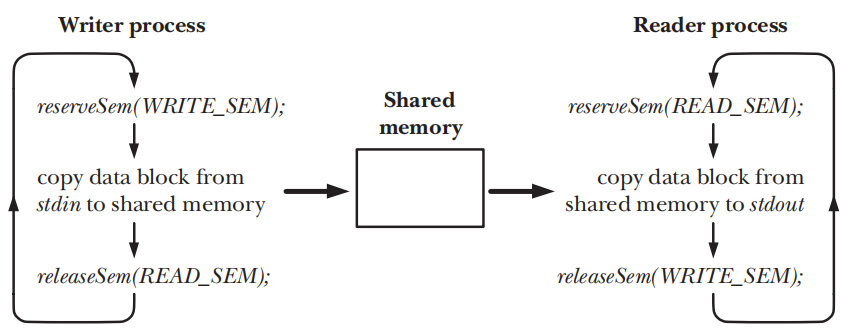 Writer process
reserveSem(WRITE_SEM);
copy data block from
stdin to shared memory
releaseSem(READ_SEM);
Shared
memory
Reader process
reserveSem(READ_SEM);
copy data block from
shared memory to stdout
releaseSem(WRITE_SEM);